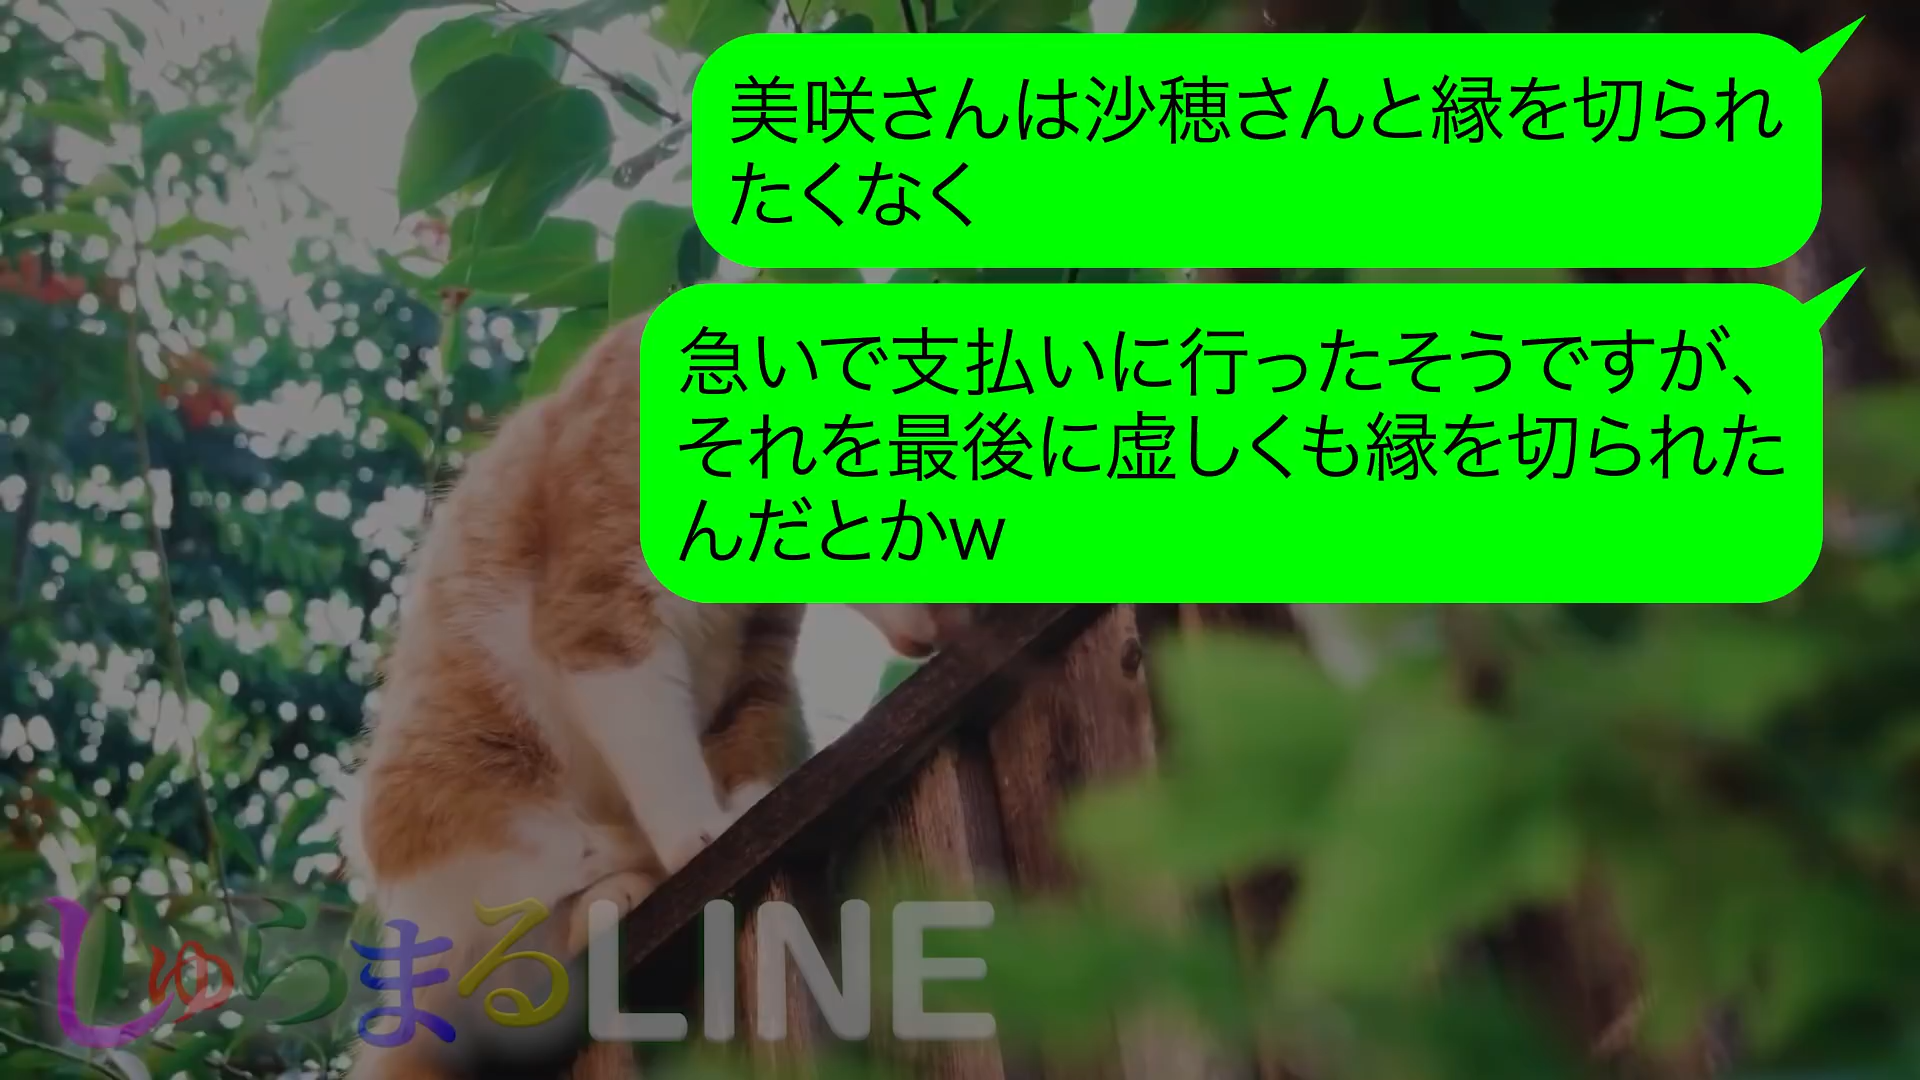 美咲さんは沙穂さんと縁を切られ
たくなく
急いで支払いに行ったそうですが、
それを最後に虚しくも縁を切られた
んだとかw
しゅらまるLINE